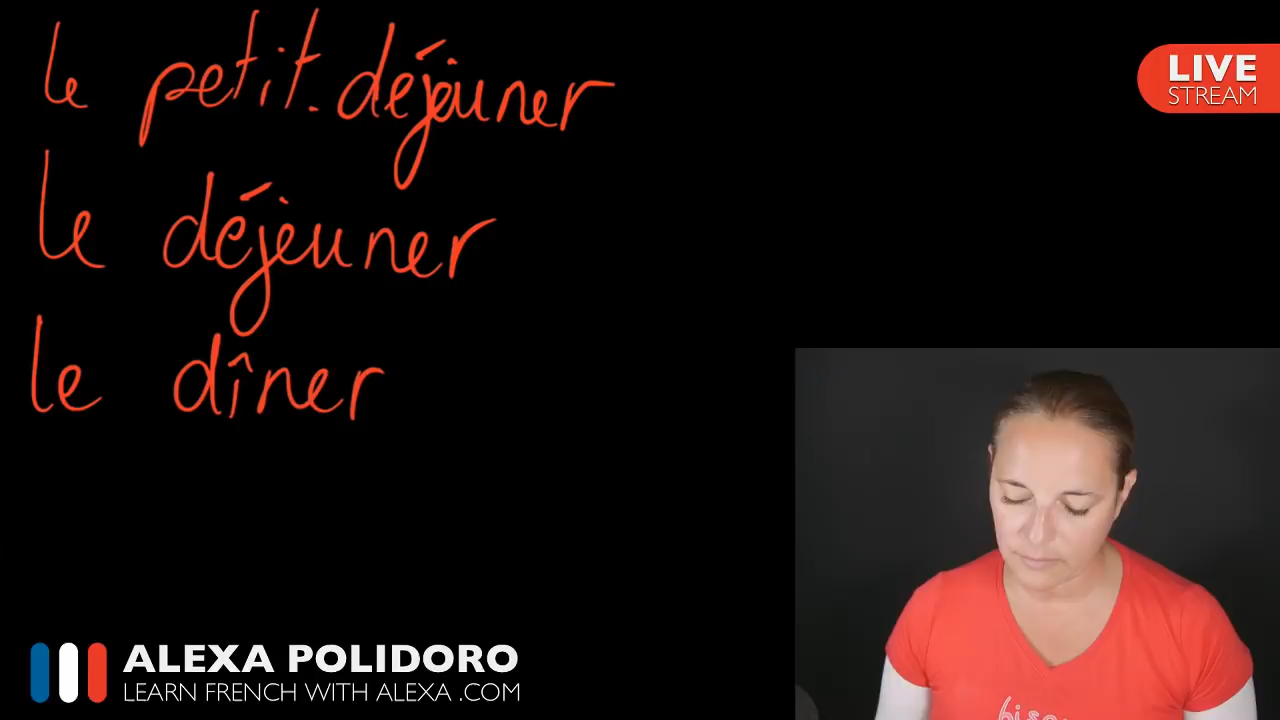 le petit-déjeuner
LIVE
STREAM
le déjeuner
le dîner
ALEXA POLIDORO
LEARN FRENCH WITH ALEXA .COM